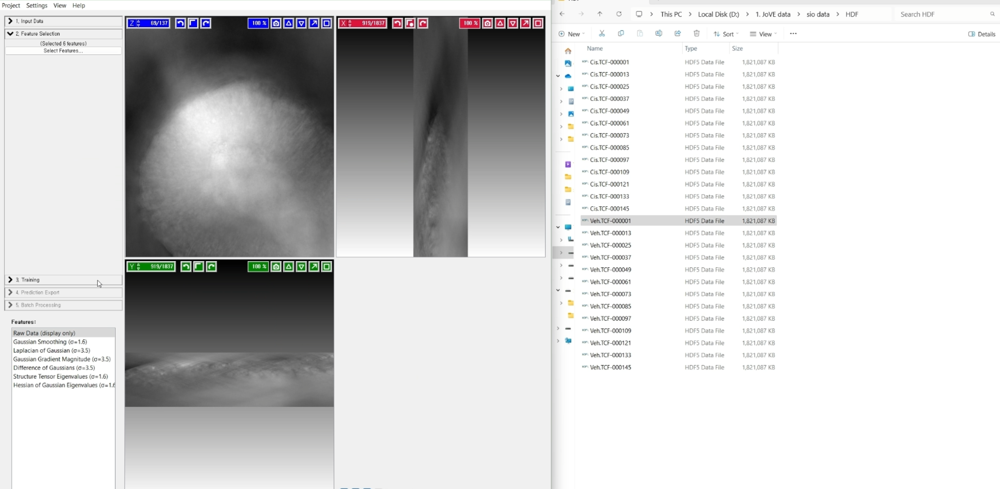 Project Settings View Help
1, Input Data
2, Feature Selection
(Selected 6 features)
Select Features...
3, Training
4, Prediction Export
5, Batch Processing
Features:
Raw Data (display only)
Gaussian Smoothing (σ=1.6)
Laplacian of Gaussian (σ=3.5)
Gaussian Gradient Magnitude (σ=3.5)
Difference of Gaussians (σ=3.5)
Structure Tensor Eigenvalues (σ=1.6)
Hessian of Gaussian Eigenvalues (σ=1.6
Z 69/137 100 %
X 919/1837 100 %
Y 919/1837 100 %
This PC > Local Disk (D:) > 1. JoVE data > sio data > HDF
Search HDF
New Sort View ... Details
Name Type Size
Cis.TCF-000001 HDF5 Data File 1,821,087 KB
Cis.TCF-000013 HDF5 Data File 1,821,087 KB
Cis.TCF-000025 HDF5 Data File 1,821,087 KB
Cis.TCF-000037 HDF5 Data File 1,821,087 KB
Cis.TCF-000049 HDF5 Data File 1,821,087 KB
Cis.TCF-000061 HDF5 Data File 1,821,087 KB
Cis.TCF-000073 HDF5 Data File 1,821,087 KB
Cis.TCF-000085 HDF5 Data File 1,821,087 KB
Cis.TCF-000097 HDF5 Data File 1,821,087 KB
Cis.TCF-000109 HDF5 Data File 1,821,087 KB
Cis.TCF-000121 HDF5 Data File 1,821,087 KB
Cis.TCF-000133 HDF5 Data File 1,821,087 KB
Cis.TCF-000145 HDF5 Data File 1,821,087 KB
Veh.TCF-000001 HDF5 Data File 1,821,087 KB
Veh.TCF-000013 HDF5 Data File 1,821,087 KB
Veh.TCF-000025 HDF5 Data File 1,821,087 KB
Veh.TCF-000037 HDF5 Data File 1,821,087 KB
Veh.TCF-000049 HDF5 Data File 1,821,087 KB
Veh.TCF-000061 HDF5 Data File 1,821,087 KB
Veh.TCF-000073 HDF5 Data File 1,821,087 KB
Veh.TCF-000085 HDF5 Data File 1,821,087 KB
Veh.TCF-000097 HDF5 Data File 1,821,087 KB
Veh.TCF-000109 HDF5 Data File 1,821,087 KB
Veh.TCF-000121 HDF5 Data File 1,821,087 KB
Veh.TCF-000133 HDF5 Data File 1,821,087 KB
Veh.TCF-000145 HDF5 Data File 1,821,087 KB